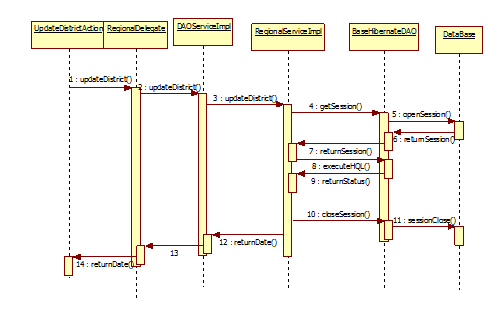 UpdateDistrictAction
RegionalDelegate
DAOServiceImpl
RegionalServiceImpl
BaseHibernateDAO
DataBase
1 : updateDistrict()
2 : updateDistrict()
3 : updateDistrict()
4 : getSession()
5 : openSession()
6 : returnSession()
7 : returnSession()
8 : executeHQL()
9 : returnStatus()
10 : closeSession()
11 : sessionClose()
12 : returnDate()
13
14 : returnDate()